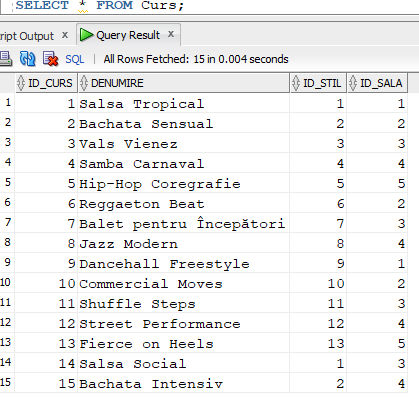 SELECT * FROM Curs;
ript Output x Query Result x
SQL | All Rows Fetched: 15 in 0.004 seconds
ID_CURS DENUMIRE ID_STIL ID_SALA
1 1 Salsa Tropical 1 1
2 2 Bachata Sensual 2 2
3 3 Vals Vienez 3 3
4 4 Samba Carnaval 4 4
5 5 Hip-Hop Coregrafie 5 5
6 6 Reggaeton Beat 6 2
7 7 Balet pentru Începători 7 3
8 8 Jazz Modern 8 4
9 9 Dancehall Freestyle 9 1
10 10 Commercial Moves 10 2
11 11 Shuffle Steps 11 3
12 12 Street Performance 12 4
13 13 Fierce on Heels 13 5
14 14 Salsa Social 1 3
15 15 Bachata Intensiv 2 4